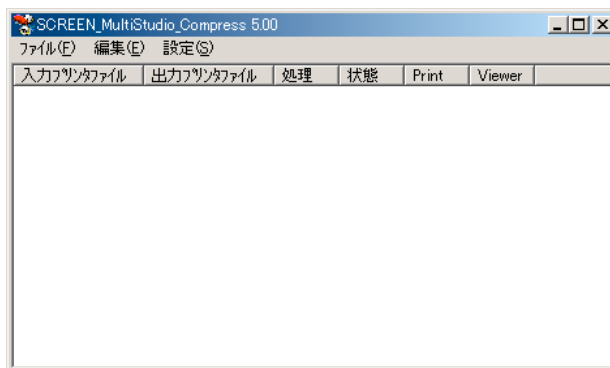 SCREEN_MultiStudio_Compress 5.00
ﾌｧｲﾙ(F) 編集(E) 設定(S)
入力ﾌﾟﾘﾝﾀﾌｧｲﾙ 出力ﾌﾟﾘﾝﾀﾌｧｲﾙ 処理 状態 Print Viewer